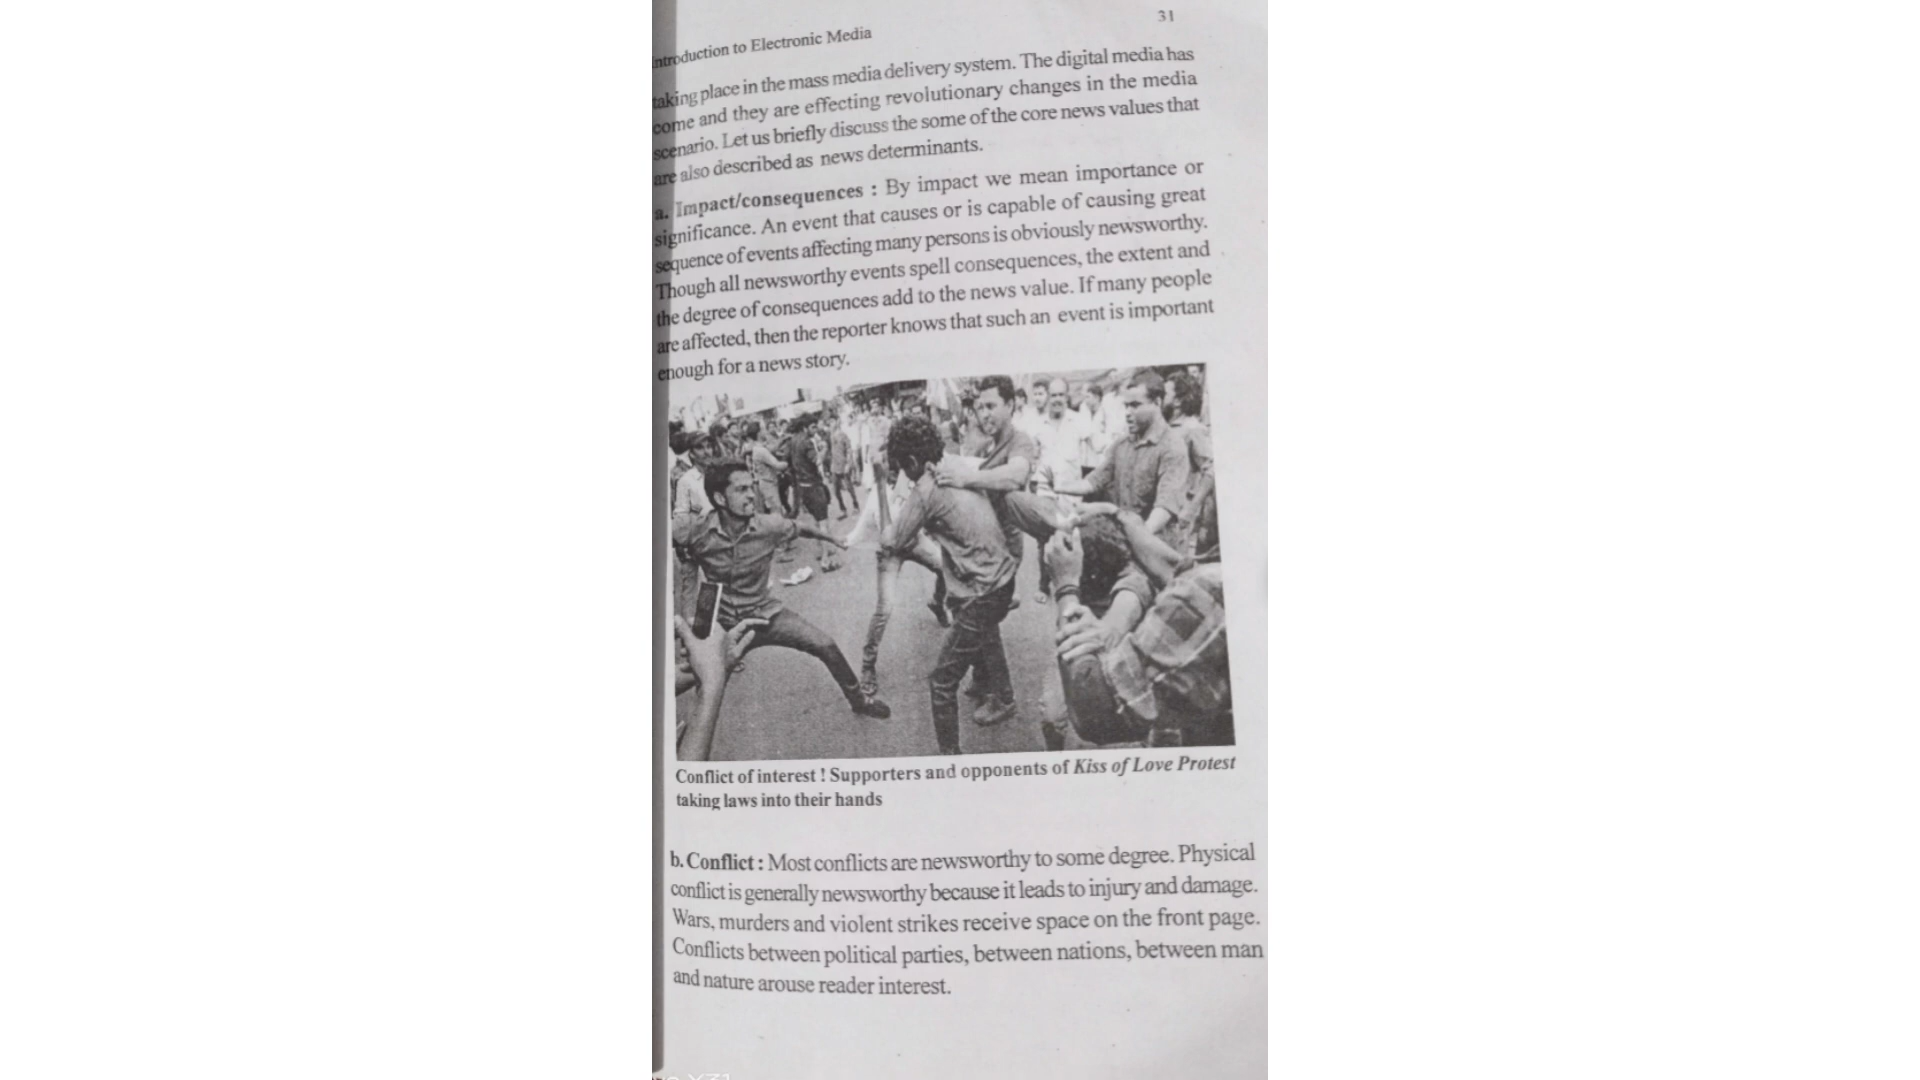 31
ntroduction to Electronic Media
taking place in the mass media delivery system. The digital media has
come and they are effecting revolutionary changes in the media
scenario. Let us briefly discuss the some of the core news values that
are also described as news determinants.
a. Impact/consequences : By impact we mean importance or
significance. An event that causes or is capable of causing great
sequence of events affecting many persons is obviously newsworthy.
Though all newsworthy events spell consequences, the extent and
the degree of consequences add to the news value. If many people
are affected, then the reporter knows that such an event is important
enough for a news story.
Conflict of interest ! Supporters and opponents of Kiss of Love Protest
taking laws into their hands
b. Conflict : Most conflicts are newsworthy to some degree. Physical
conflict is generally newsworthy because it leads to injury and damage.
Wars, murders and violent strikes receive space on the front page.
Conflicts between political parties, between nations, between man
and nature arouse reader interest.